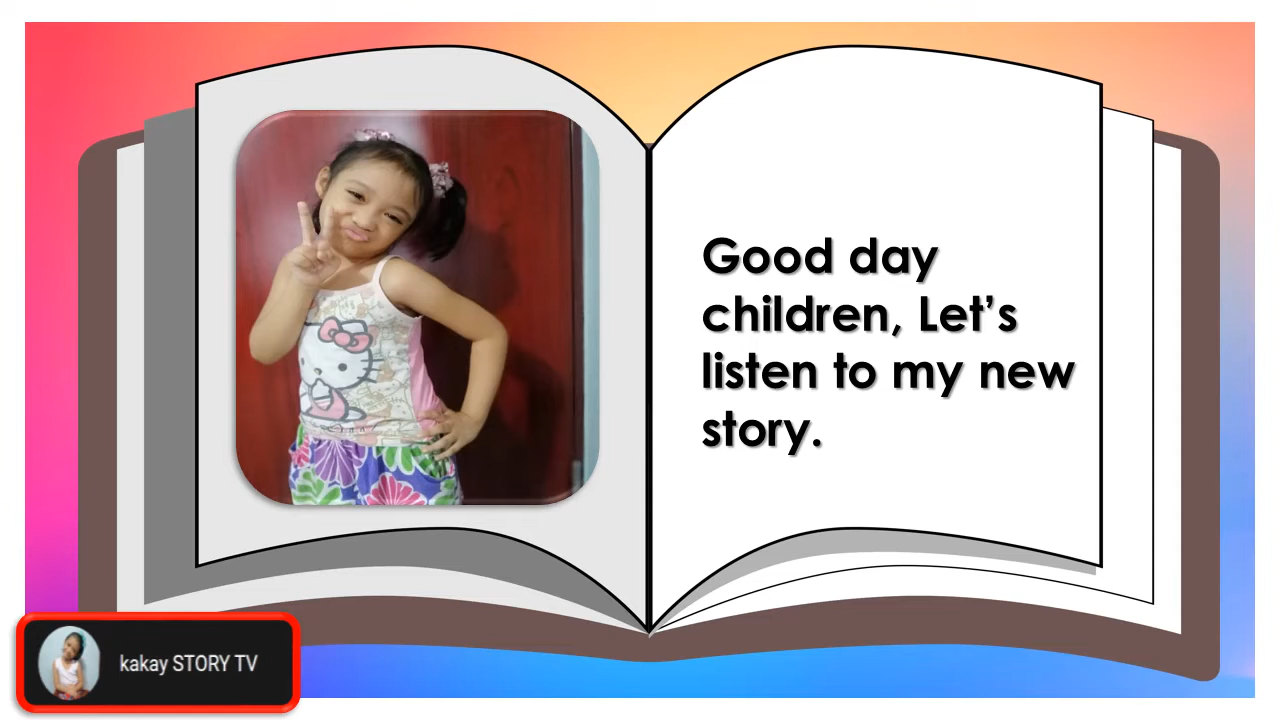 Good day
children, Let’s
listen to my new
story.
kakay STORY TV